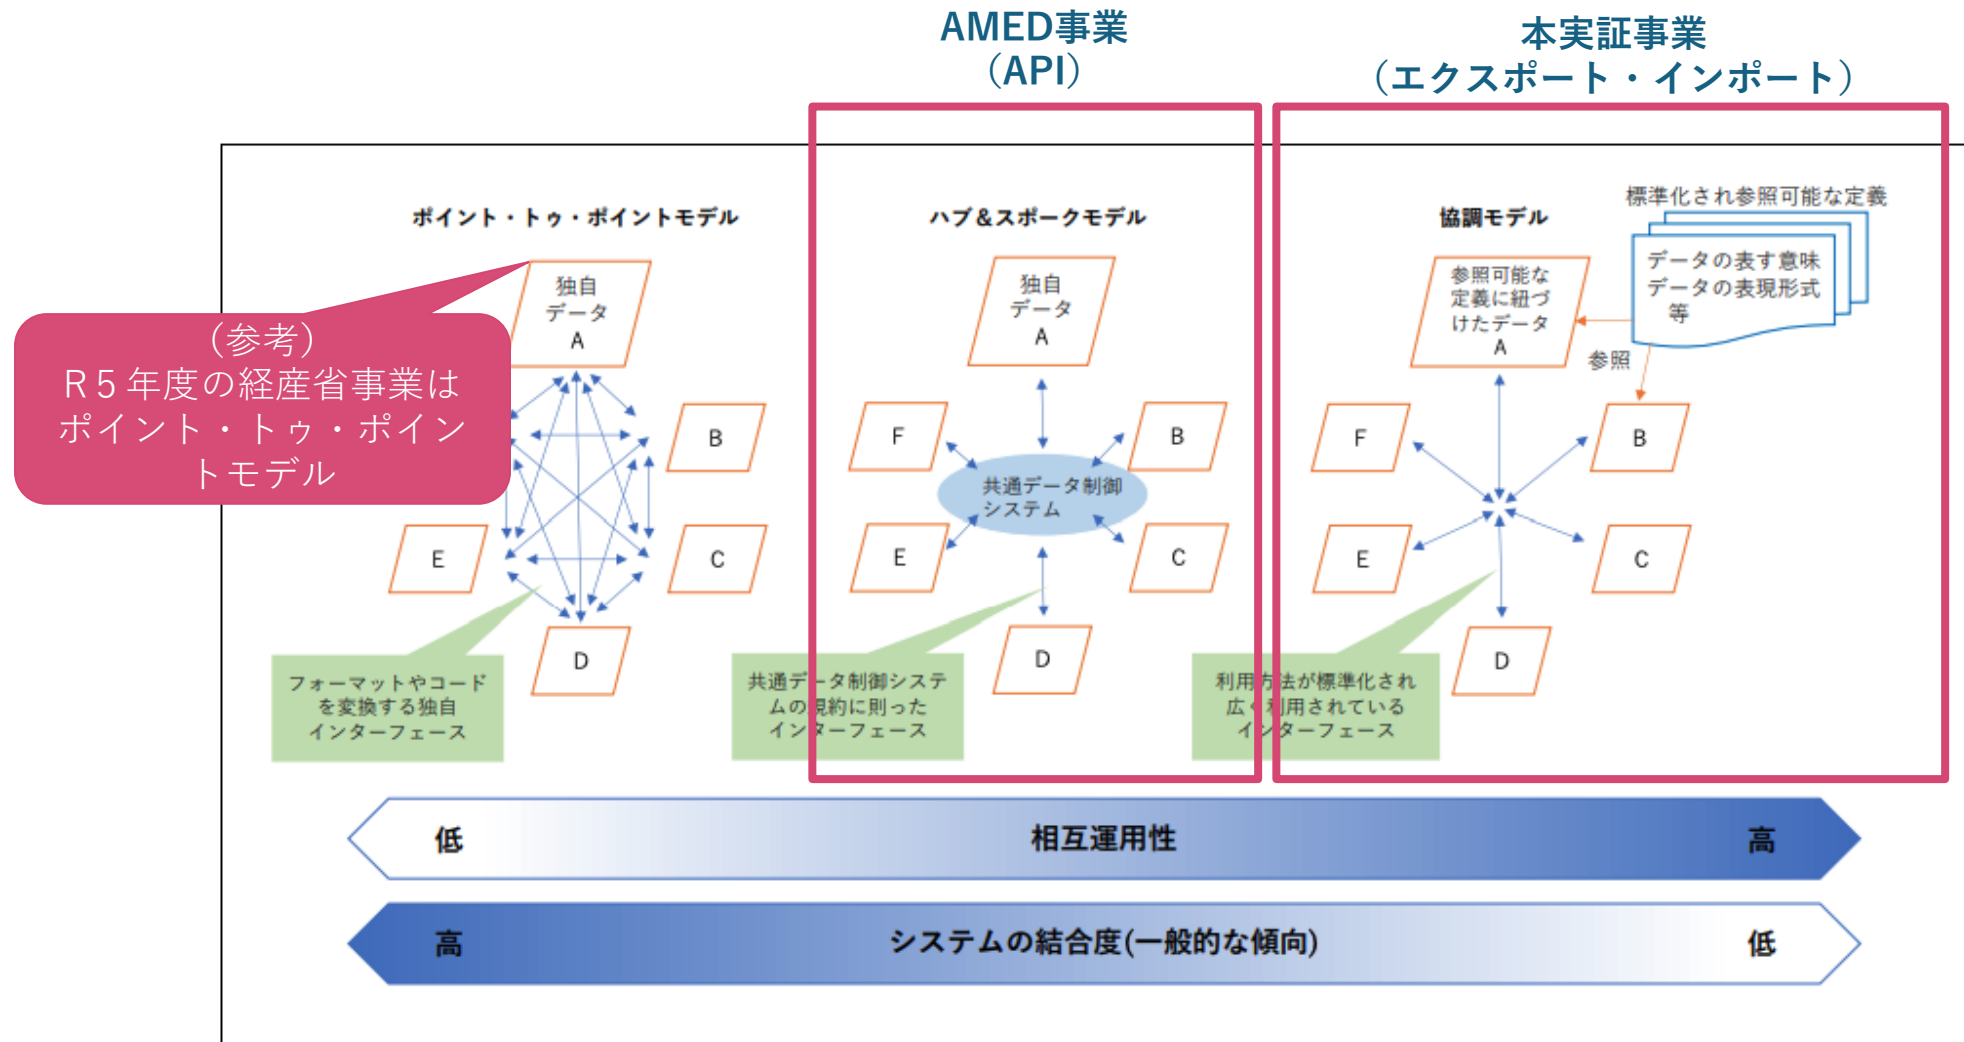 AMED事業
（API）
本実証事業
（エクスポート・インポート）
ポイント・トゥ・ポイントモデル
独自
データ
A
B
C
D
E
（参考）
R５年度の経産省事業は
ポイント・トゥ・ポイン
トモデル
フォーマットやコード
を変換する独自
インターフェース
ハブ＆スポークモデル
独自
データ
A
B
C
D
E
F
共通データ制御
システム
共通データ制御システ
ムの規約に則った
インターフェース
協調モデル
標準化され参照可能な定義
データの表す意味
データの表現形式
等
参照可能な
定義に紐づ
けたデータ
A
参照
B
C
D
E
F
利用方法が標準化され
広く利用されている
インターフェース
低
相互運用性
高
高
システムの結合度(一般的な傾向)
低